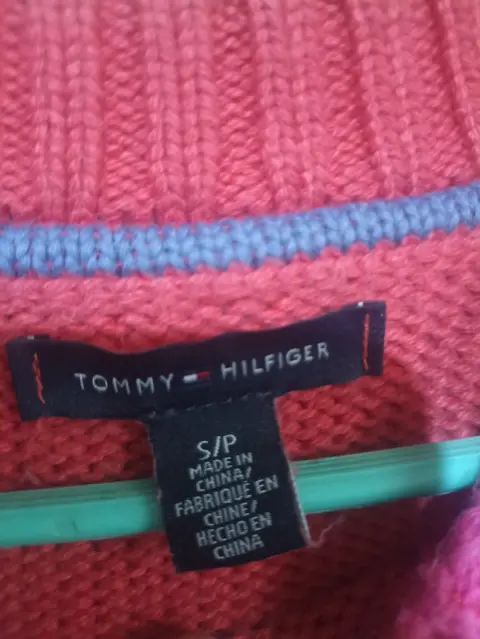 TOMMY HILFIGER
S/P
MADE IN
CHINA/
FABRIQUÉ EN
CHINE/
HECHO EN
CHINA